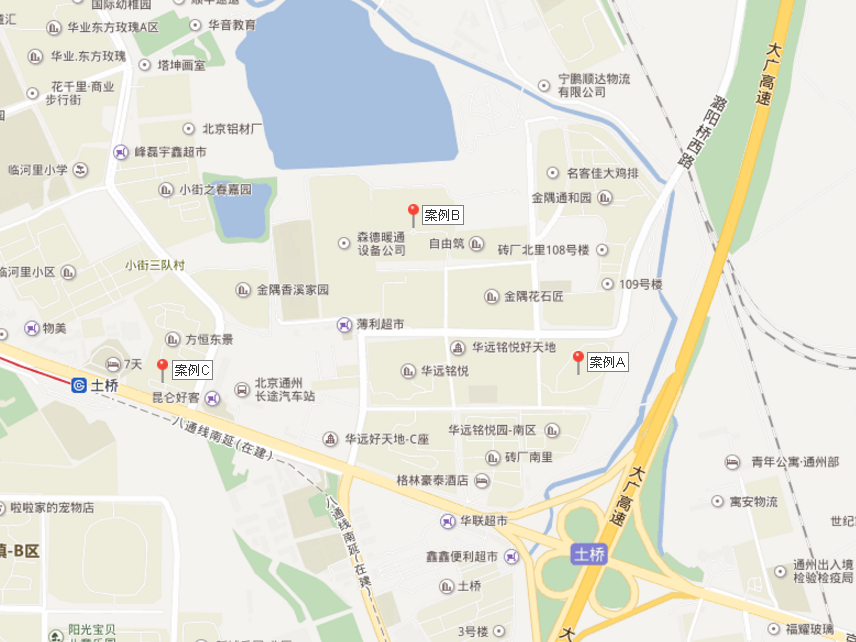 国际幼稚园
华业·东方玫瑰A区
华音教育
华业·东方玫瑰
塔坤画室
花千里·商业
步行街
宁鹏顺达物流
有限公司
大广高速
潞阳桥西路
北京铝材厂
峰磊宇鑫超市
临河里小学
小街之春嘉园
名客佳大鸡排
金隅通和园
案例B
森德暖通
设备公司
自由筑
砖厂北里108号楼
小街三队村
临河里小区
金隅香溪家园
109号楼
金隅花石匠
物美
薄利超市
方恒东景
华远铭悦好天地
7天
案例C
案例A
华远铭悦
土桥
昆仑好客
北京通州
长途汽车站
八通线南延(在建)
华远好天地-C座
华远铭悦园-南区
砖厂南里
格林豪泰酒店
青年公寓·通州部
大广高速
寓安物流
啦啦家的宠物店
八通线南延(在建)
华联超市
世纪
镇-B区
鑫鑫便利超市
土桥
土桥
通州出入境
检验检疫局
阳光宝贝
儿童乐园
3号楼
大
福耀玻璃